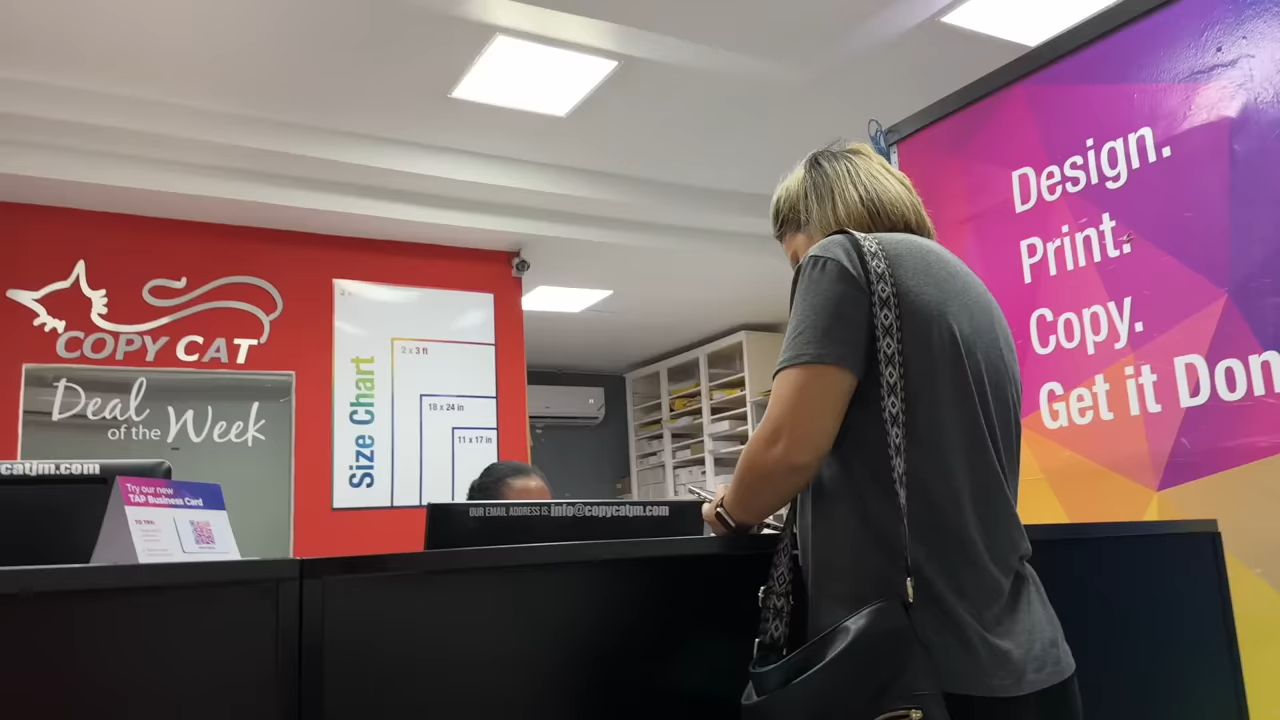 COPY CAT
Deal
of the Week
catjm.com
Try our new
TAP Business Card
Size Chart
2 x 3 ft
18 x 24 in
11 x 17 in
OUR EMAIL ADDRESS IS: info@copycatjm.com
Design.
Print.
Copy.
Get it Don